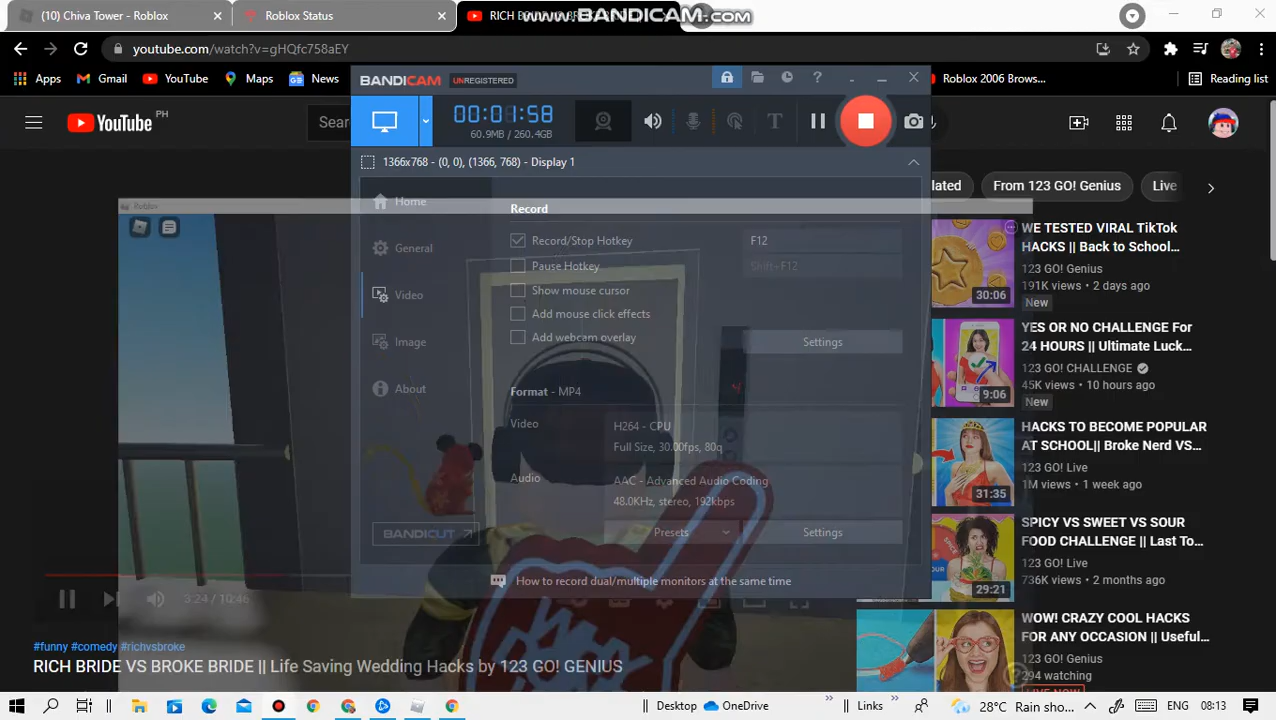 (10) Chiva Tower - Roblox
Roblox Status
RICH
BANDICAM.COM
youtube.com/watch?v=gHQfc758aEY
Apps
Gmail
YouTube
Maps
News
Roblox 2006 Brows...
Reading list
BANDICAM
UNREGISTERED
?
YouTube PH
Sear
00:01:58
60.9MB / 260.4GB
1366x768 - (0, 0), (1366, 768) - Display 1
lated
From 123 GO! Genius
Live
Roblox
Home
General
Video
Image
About
BANDICUT
Record
Record/Stop Hotkey
F12
Pause Hotkey
Shift+F12
Show mouse cursor
Add mouse click effects
Add webcam overlay
Settings
Format - MP4
Video
H264 - CPU
Full Size, 30.00fps, 80q
Audio
AAC - Advanced Audio Coding
48.0KHz, stereo, 192kbps
Presets
Settings
How to record dual/multiple monitors at the same time
3:24 / 10:46
#funny #comedy #richvsbroke
RICH BRIDE VS BROKE BRIDE || Life Saving Wedding Hacks by 123 GO! GENIUS
WE TESTED VIRAL TikTok
HACKS || Back to School...
123 GO! Genius
191K views • 2 days ago
New
30:06
YES OR NO CHALLENGE For
24 HOURS || Ultimate Luck...
123 GO! CHALLENGE
45K views • 10 hours ago
New
9:06
HACKS TO BECOME POPULAR
AT SCHOOL|| Broke Nerd VS...
123 GO! Live
1M views • 1 week ago
31:35
SPICY VS SWEET VS SOUR
FOOD CHALLENGE || Last To...
123 GO! Live
736K views • 2 months ago
29:21
WOW! CRAZY COOL HACKS
FOR ANY OCCASION || Useful...
123 GO! Genius
294 watching
LIVE NOW
Desktop
OneDrive
Links
28°C Rain sho...
ENG
08:13